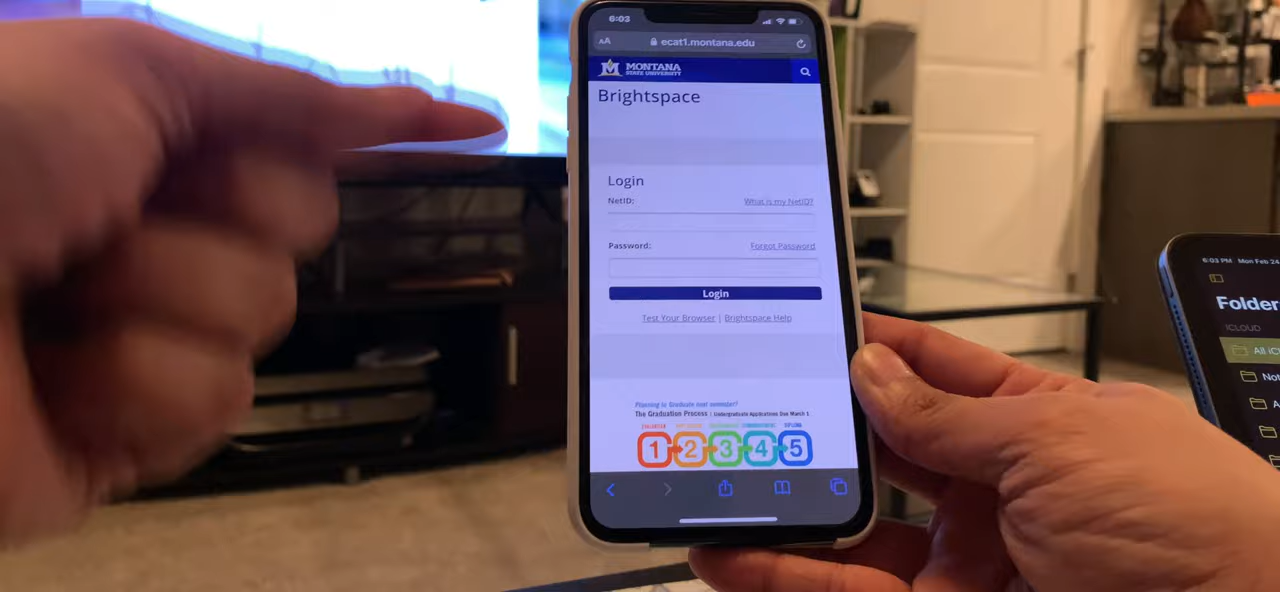 6:03
AA ecat1.montana.edu
M MONTANA
STATE UNIVERSITY
Brightspace
Login
NetID: What is my NetID?
Password: Forgot Password
Login
Test Your Browser | Brightspace Help
Planning to Graduate next semester?
The Graduation Process | Undergraduate Applications Due March 1
DIPLOMA
1 2 3 4 5
6:03 PM Mon Feb 24
Folder
ICLOUD
All iC
Not
A